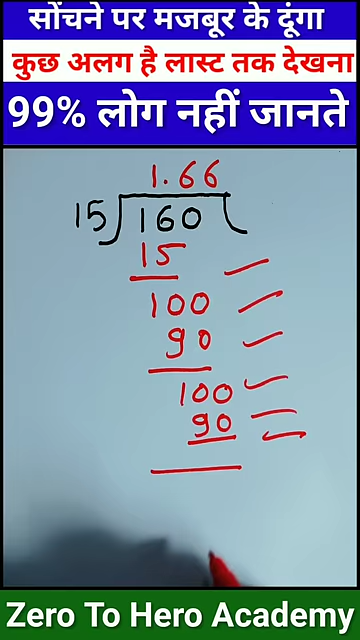 सोंचने पर मजबूर के दूंगा
कुछ अलग है लास्ट तक देखना
99% लोग नहीं जानते
1.66
15 160
15
100
90
100
90
Zero To Hero Academy